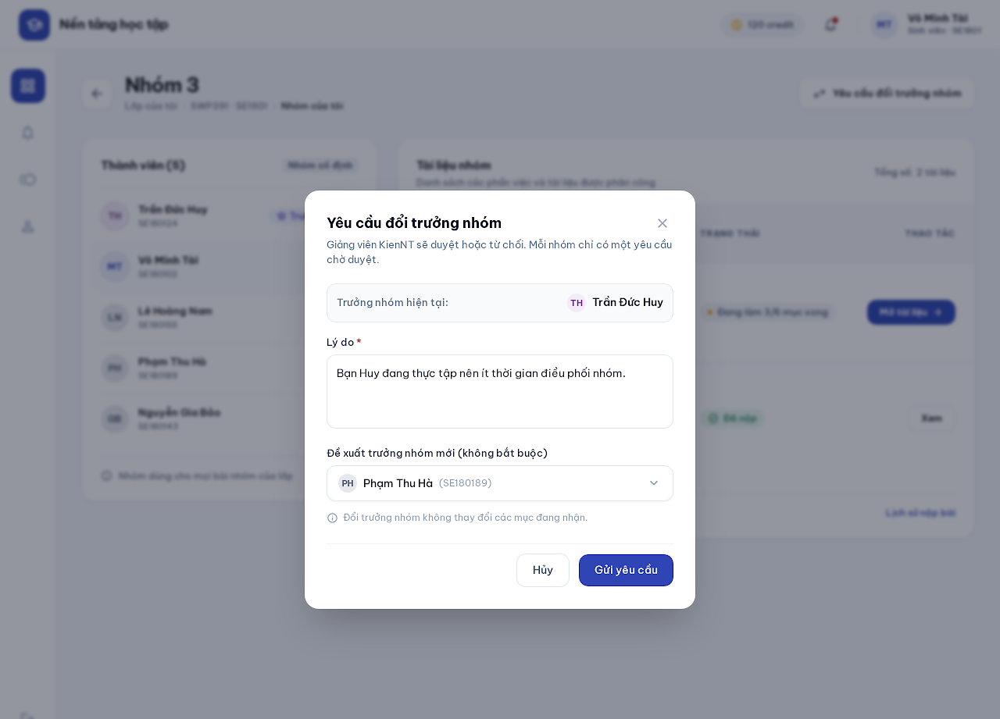 Nền tảng học tập
120 credit
MT
Võ Minh Tài
Sinh viên · SE1801
Nhóm 3
Lớp của tôi · SWP391 · SE1801 · Nhóm của tôi
Yêu cầu đổi trưởng nhóm
Thành viên (5)
Nhóm cố định
TH
Trần Đức Huy
SE180124
MT
Võ Minh Tài
SE180102
LN
Lê Hoàng Nam
PH
Phạm Thu Hà
SE180189
GB
Nguyễn Gia Bảo
SE180143
Nhóm dùng cho mọi bài nhóm của lớp
Tài liệu nhóm
Danh sách các phần việc và tài liệu được phân công
Tổng số: 2 tài liệu
TRẠNG THÁI
THAO TÁC
Đang làm 3/6 mục xong
Mở tài liệu
Đã nộp
Xem
Lịch sử nộp bài
Yêu cầu đổi trưởng nhóm
Giảng viên KienNT sẽ duyệt hoặc từ chối. Mỗi nhóm chỉ có một yêu cầu
chờ duyệt.
Trưởng nhóm hiện tại:
TH Trần Đức Huy
Lý do *
Bạn Huy đang thực tập nên ít thời gian điều phối nhóm.
Đề xuất trưởng nhóm mới (không bắt buộc)
PH Phạm Thu Hà (SE180189)
Đổi trưởng nhóm không thay đổi các mục đang nhận.
Hủy
Gửi yêu cầu